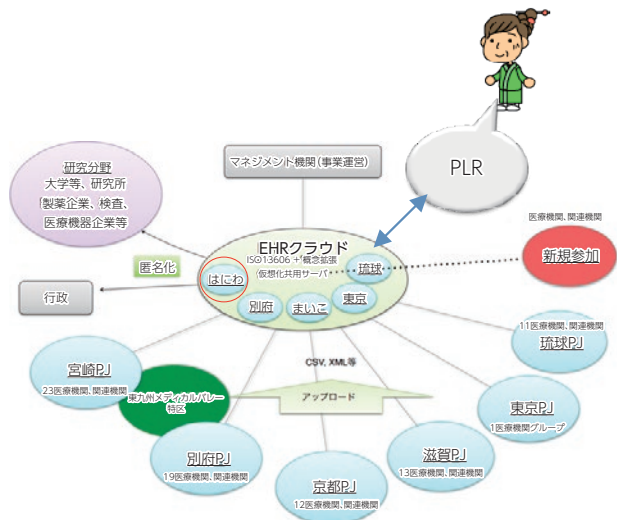 PLR
マネジメント機関(事業運営)
研究分野
大学等、研究所
「製薬企業、検査、
医療機器企業等
匿名化
行政
EHRクラウド
ISO13606 +概念拡張
(仮想化共用サーバ
はにわ
別府
まいこ
東京
琉球
医療機関、関連機関
新規参加
宮崎PJ
23医療機関、関連機関
東九州メディカルバレー
特区
CSV, XML等
アップロード
11医療機関、関連機関
琉球PJ
東京PJ
1医療機関グループ
別府PJ
19医療機関、関連機関
京都PJ
12医療機関、関連機関
滋賀PJ
13医療機関、関連機関